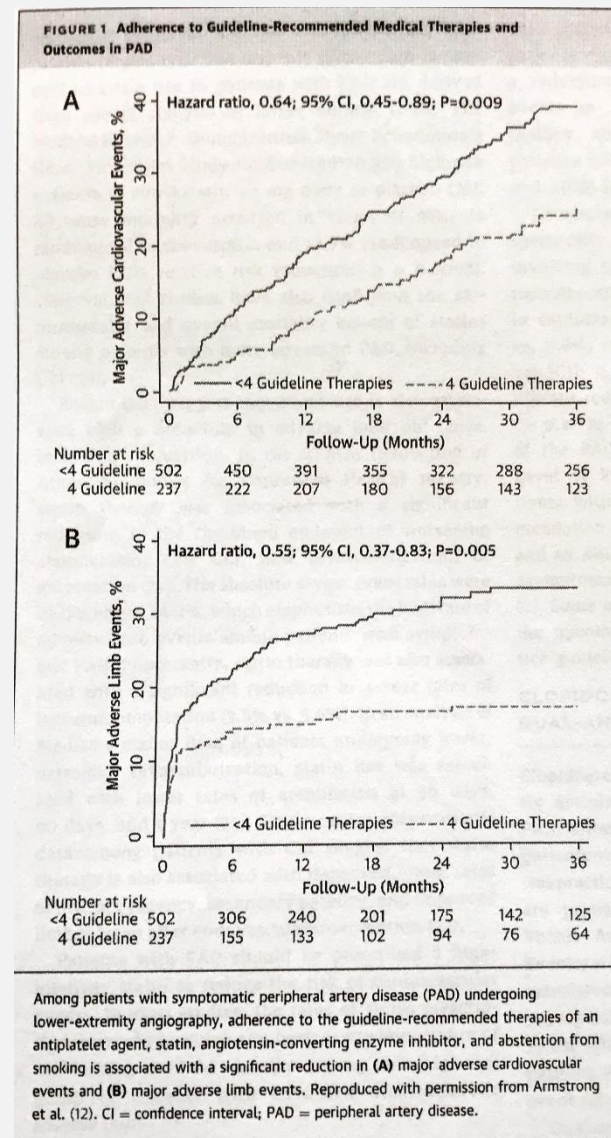 FIGURE 1 Adherence to Guideline-Recommended Medical Therapies and
Outcomes in PAD
A
Hazard ratio, 0.64; 95% CI, 0.45-0.89; P=0.009
Major Adverse Cardiovascular Events, %
40
30
20
10
0
<4 Guideline Therapies
4 Guideline Therapies
0 6 12 18 24 30 36
Follow-Up (Months)
Number at risk
<4 Guideline 502 450 391 355 322 288 256
4 Guideline 237 222 207 180 156 143 123
B
Hazard ratio, 0.55; 95% CI, 0.37-0.83; P=0.005
Major Adverse Limb Events, %
40
30
20
10
0
<4 Guideline Therapies
4 Guideline Therapies
0 6 12 18 24 30 36
Follow-Up (Months)
Number at risk
<4 Guideline 502 306 240 201 175 142 125
4 Guideline 237 155 133 102 94 76 64
Among patients with symptomatic peripheral artery disease (PAD) undergoing
lower-extremity angiography, adherence to the guideline-recommended therapies of an
antiplatelet agent, statin, angiotensin-converting enzyme inhibitor, and abstention from
smoking is associated with a significant reduction in (A) major adverse cardiovascular
events and (B) major adverse limb events. Reproduced with permission from Armstrong
et al. (12). CI = confidence interval; PAD = peripheral artery disease.